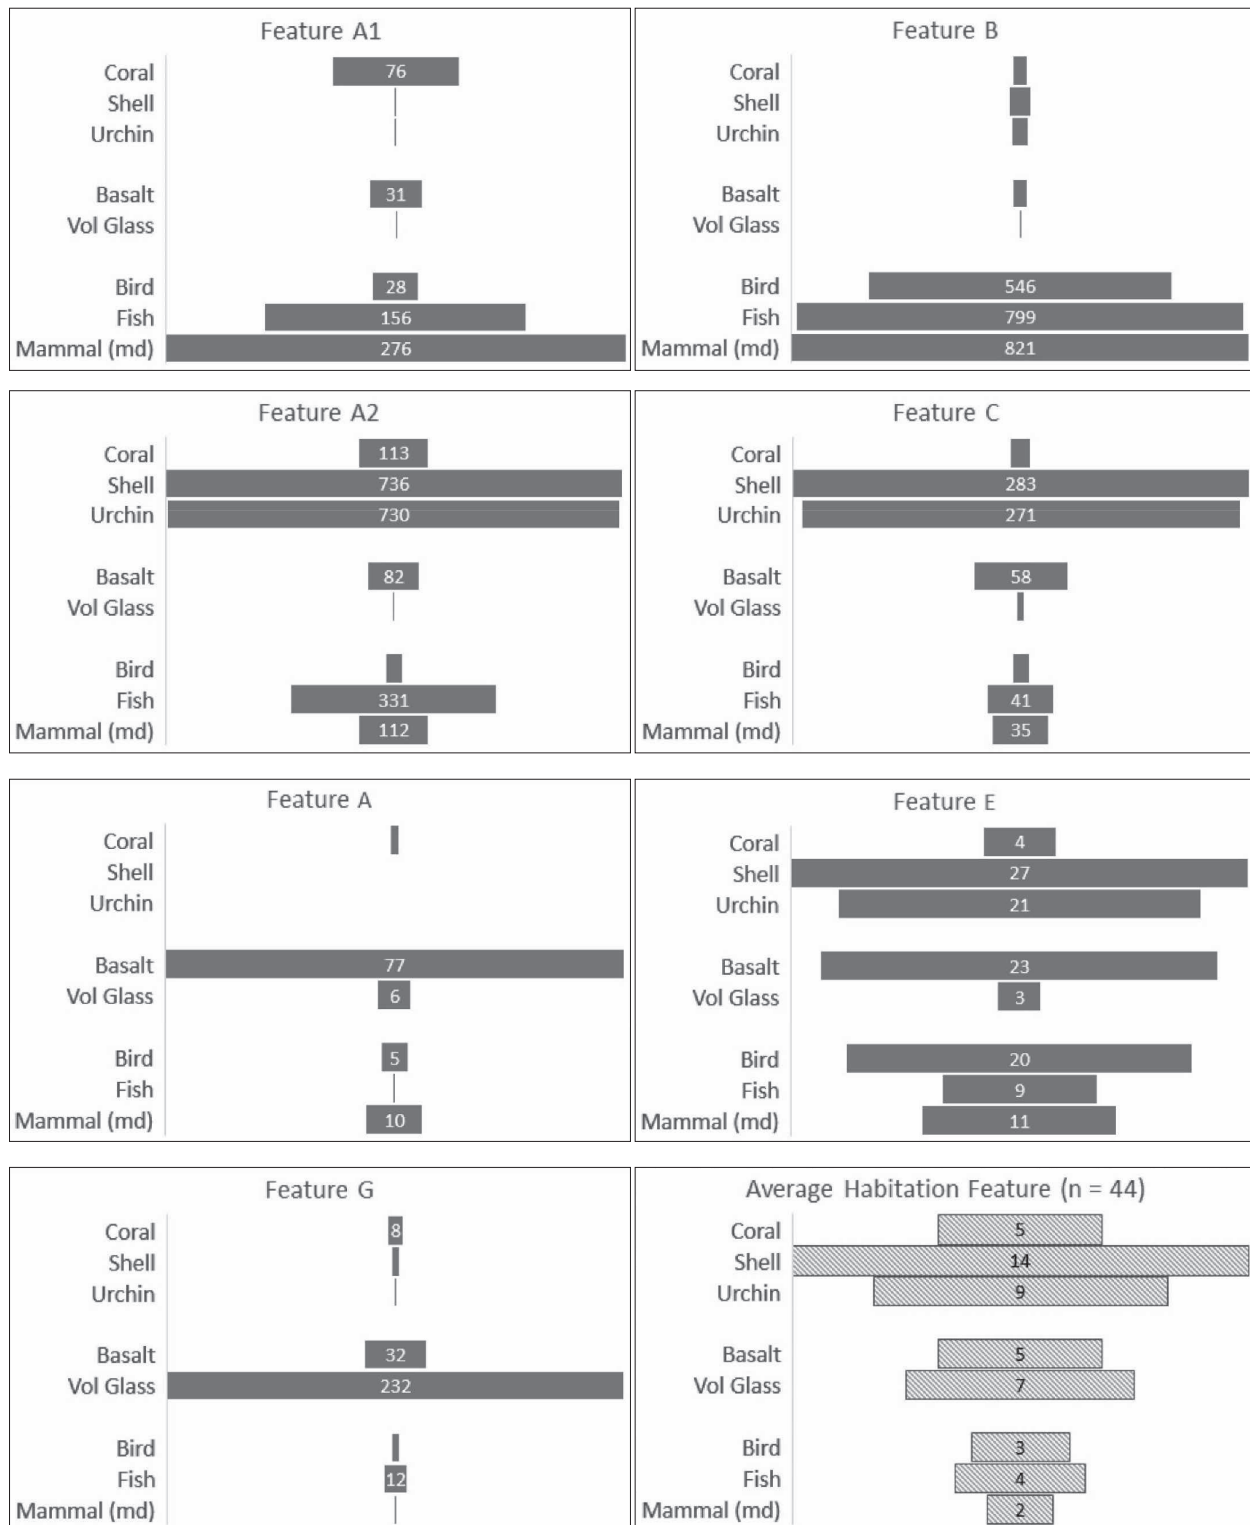 Feature A1
Coral 76
Shell
Urchin
Basalt 31
Vol Glass
Bird 28
Fish 156
Mammal (md) 276
Feature B
Coral
Shell
Urchin
Basalt
Vol Glass
Bird 546
Fish 799
Mammal (md) 821
Feature A2
Coral 113
Shell 736
Urchin 730
Basalt 82
Vol Glass
Bird
Fish 331
Mammal (md) 112
Feature C
Coral
Shell 283
Urchin 271
Basalt 58
Vol Glass
Bird
Fish 41
Mammal (md) 35
Feature A
Coral
Shell
Urchin
Basalt 77
Vol Glass 6
Bird 5
Fish
Mammal (md) 10
Feature E
Coral 4
Shell 27
Urchin 21
Basalt 23
Vol Glass 3
Bird 20
Fish 9
Mammal (md) 11
Feature G
Coral 8
Shell
Urchin
Basalt 32
Vol Glass 232
Bird
Fish 12
Mammal (md)
Average Habitation Feature (n = 44)
Coral 5
Shell 14
Urchin 9
Basalt 5
Vol Glass 7
Bird 3
Fish 4
Mammal (md) 2